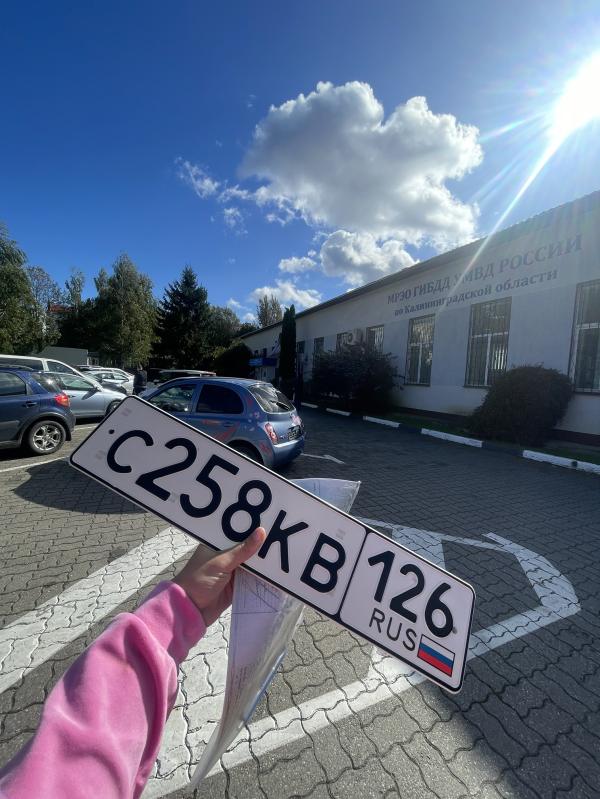 МРЭО ГИБДД УМВД РОССИИ
по Калининградской области
С258КВ 126
RUS